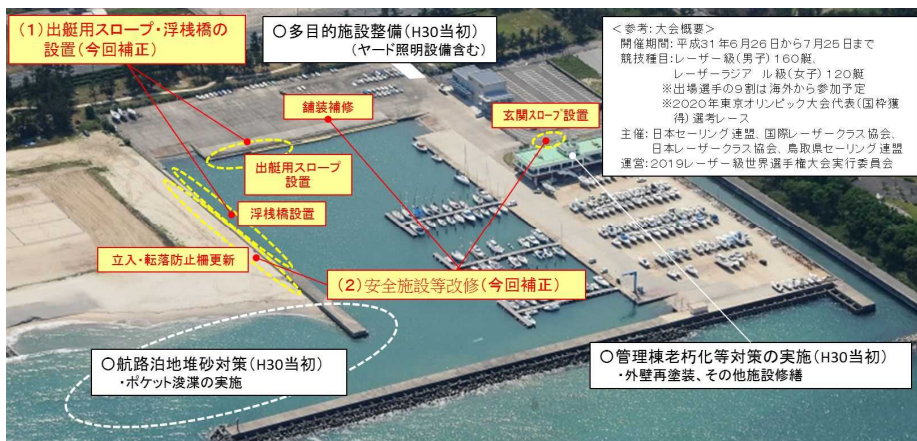 (1)出艇用スロープ・浮桟橋の
設置(今回補正)
○多目的施設整備(H30当初)
(ヤード照明設備含む)
<参考:大会概要>
開催期間:平成31年6月26日から7月25日まで
競技種目:レーザー級(男子)160艇、
レーザーラジアル級(女子)120艇
※出場選手の9割は海外から参加予定
※2020年東京オリンピック大会代表(国枠獲
得)選考レース
主催:日本セーリング連盟、国際レーザークラス協会、
日本レーザークラス協会、鳥取県セーリング連盟
運営:2019レーザー級世界選手権大会実行委員会
舗装補修
玄関スロープ設置
出艇用スロープ
設置
浮桟橋設置
立入・転落防止柵更新
(2)安全施設等改修(今回補正)
○航路泊地堆砂対策(H30当初)
・ポケット浚渫の実施
○管理棟老朽化等対策の実施(H30当初)
・外壁再塗装、その他施設修繕